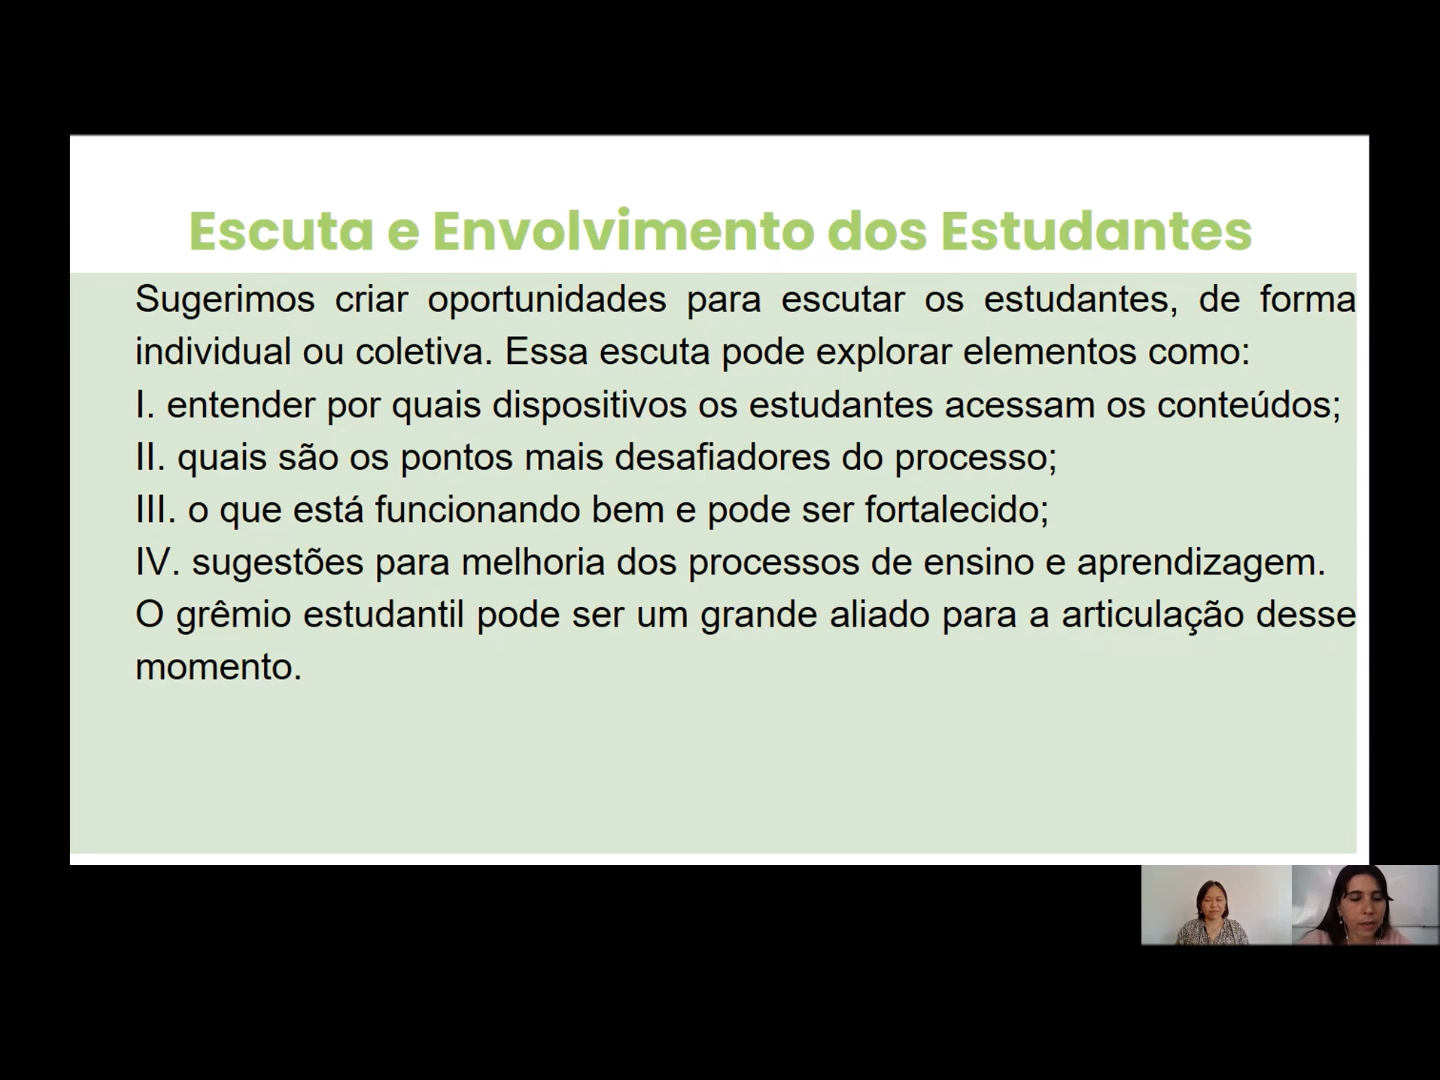 Escuta e Envolvimento dos Estudantes
Sugerimos criar oportunidades para escutar os estudantes, de forma
individual ou coletiva. Essa escuta pode explorar elementos como:
I. entender por quais dispositivos os estudantes acessam os conteúdos;
II. quais são os pontos mais desafiadores do processo;
III. o que está funcionando bem e pode ser fortalecido;
IV. sugestões para melhoria dos processos de ensino e aprendizagem.
O grêmio estudantil pode ser um grande aliado para a articulação desse
momento.